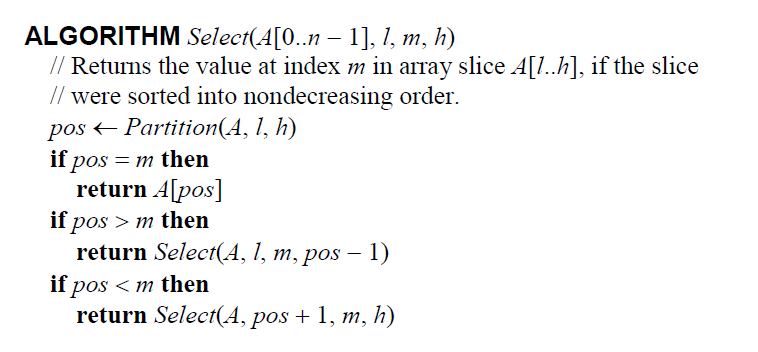 ALGORITHM Select(A[0..n – 1], l, m, h)
// Returns the value at index m in array slice A[l..h], if the slice
// were sorted into nondecreasing order.
pos ← Partition(A, l, h)
if pos = m then
return A[pos]
if pos > m then
return Select(A, l, m, pos – 1)
if pos < m then
return Select(A, pos + 1, m, h)